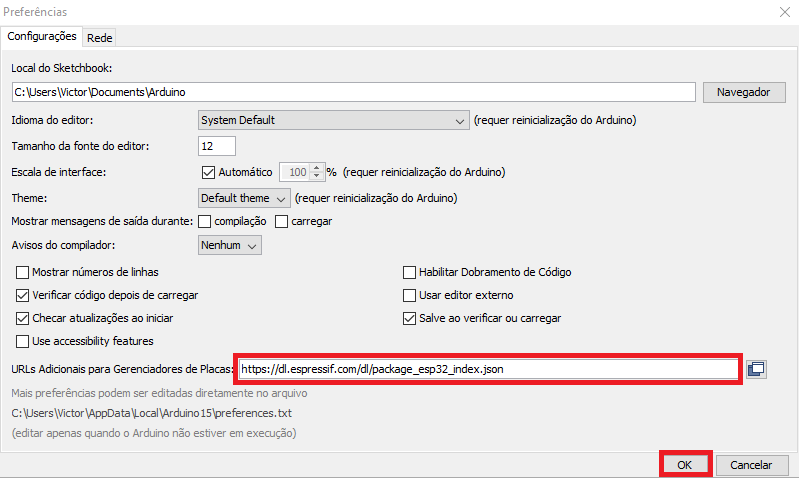 Preferências
Configurações Rede
Local do Sketchbook:
C:\Users\Victor\Documents\Arduino Navegador
Idioma do editor: System Default (requer reinicialização do Arduino)
Tamanho da fonte do editor: 12
Escala de interface: Automático 100 % (requer reinicialização do Arduino)
Theme: Default theme (requer reinicialização do Arduino)
Mostrar mensagens de saída durante: compilação carregar
Avisos do compilador: Nenhum
Mostrar números de linhas Habilitar Dobramento de Código
Verificar código depois de carregar Usar editor externo
Checar atualizações ao iniciar Salve ao verificar ou carregar
Use accessibility features
URLs Adicionais para Gerenciadores de Placas: https://dl.espressif.com/dl/package_esp32_index.json
Mais preferências podem ser editadas diretamente no arquivo
C:\Users\Victor\AppData\Local\Arduino15\preferences.txt
(editar apenas quando o Arduino não estiver em execução)
OK Cancelar